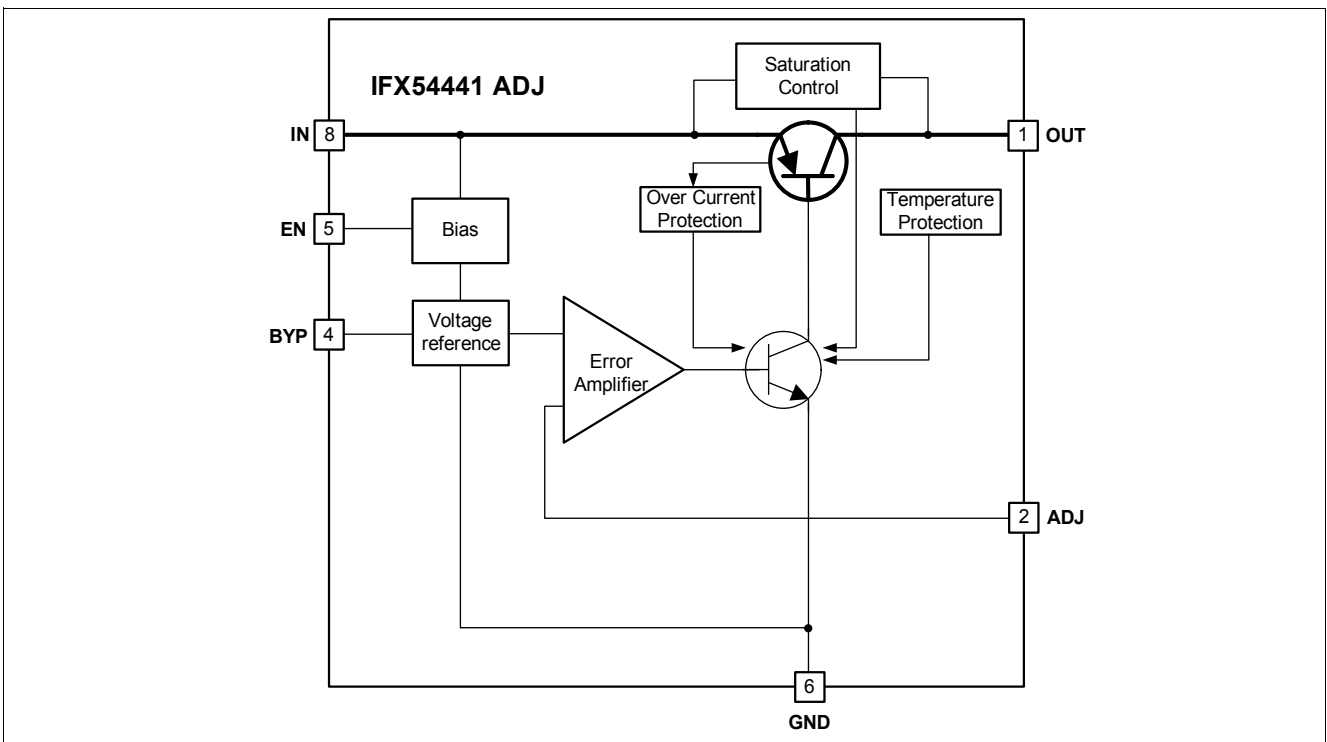 IFX54441 ADJ
Saturation
Control
IN 8
1 OUT
Over Current
Protection
Temperature
Protection
EN 5
Bias
BYP 4
Voltage
reference
Error
Amplifier
2 ADJ
6
GND